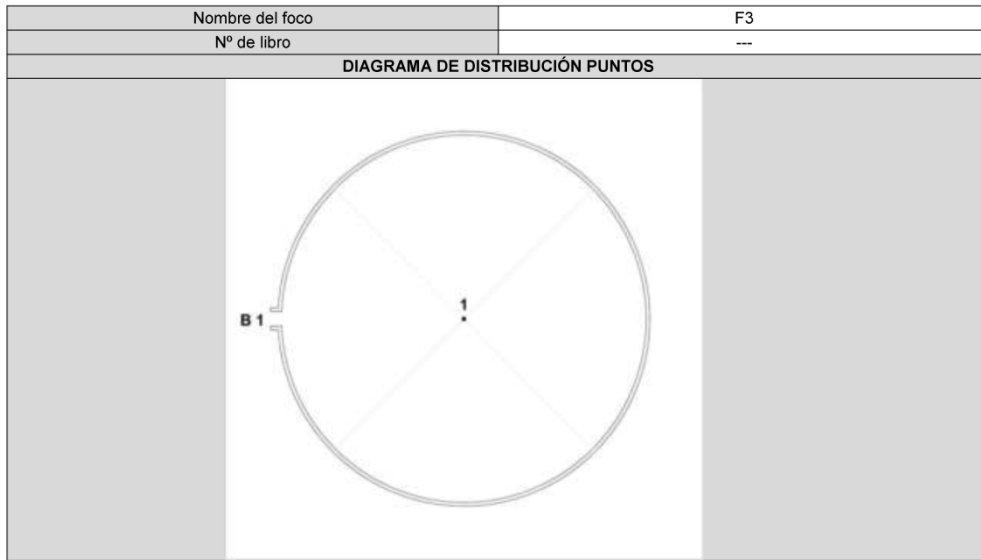 Nombre del foco F3
Nº de libro ---
DIAGRAMA DE DISTRIBUCIÓN PUNTOS
1
B 1